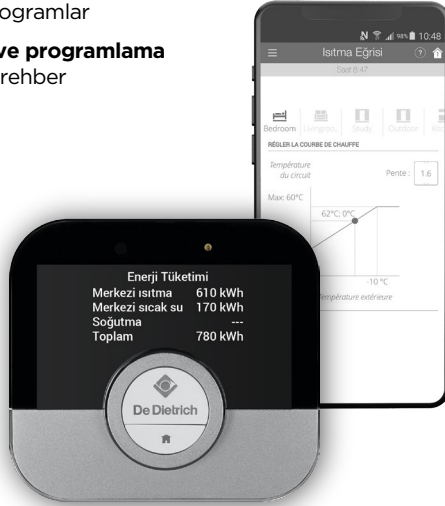 ogramlar
ve programlama
rehber
98% 10:48
Isıtma Eğrisi ?
Saat 8:47
Bedroom Livingroo... Study Outdoor
RÉGLER LA COURBE DE CHAUFFE
Température
du circuit
Pente : 1.6
Max: 60°C
62°C; 0°C
-10 °C
Température extérieure
Enerji Tüketimi
Merkezi ısıtma 610 kWh
Merkezi sıcak su 170 kWh
Soğutma ---
Toplam 780 kWh
De Dietrich